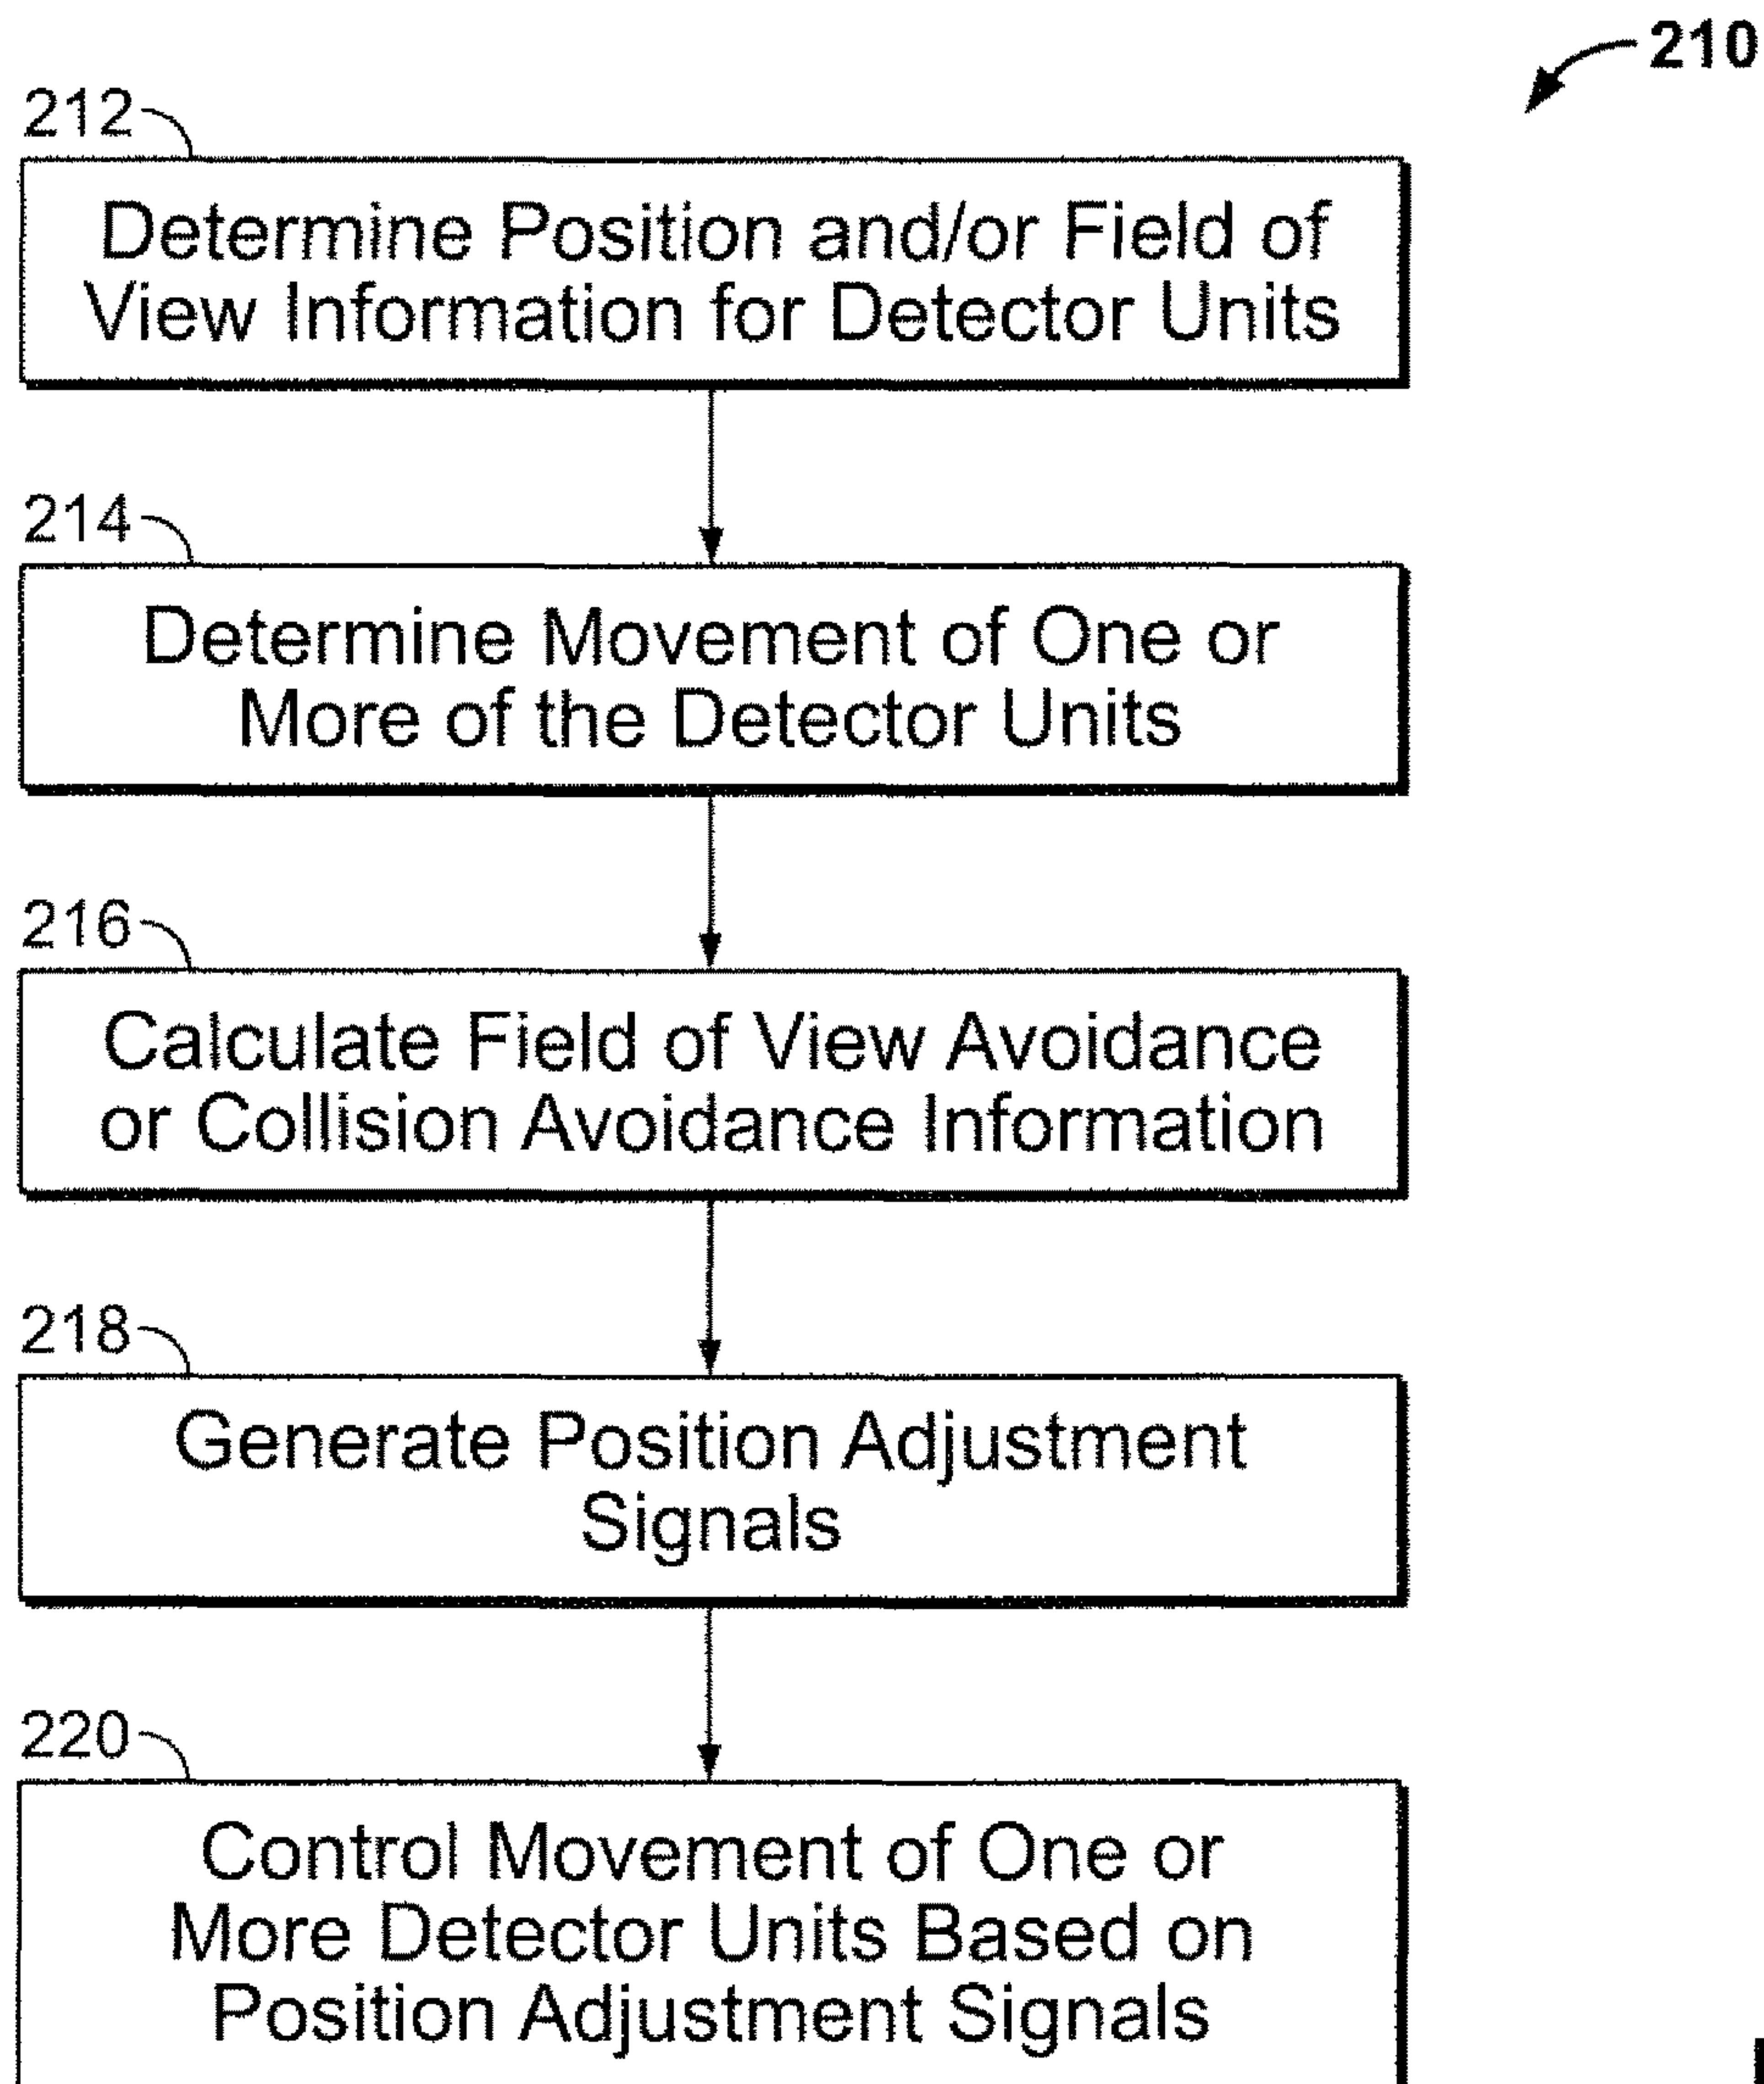 210
212
Determine Position and/or Field of
View Information for Detector Units
214
Determine Movement of One or
More of the Detector Units
216
Calculate Field of View Avoidance
or Collision Avoidance Information
218
Generate Position Adjustment
Signals
220
Control Movement of One or
More Detector Units Based on
Position Adjustment Signals